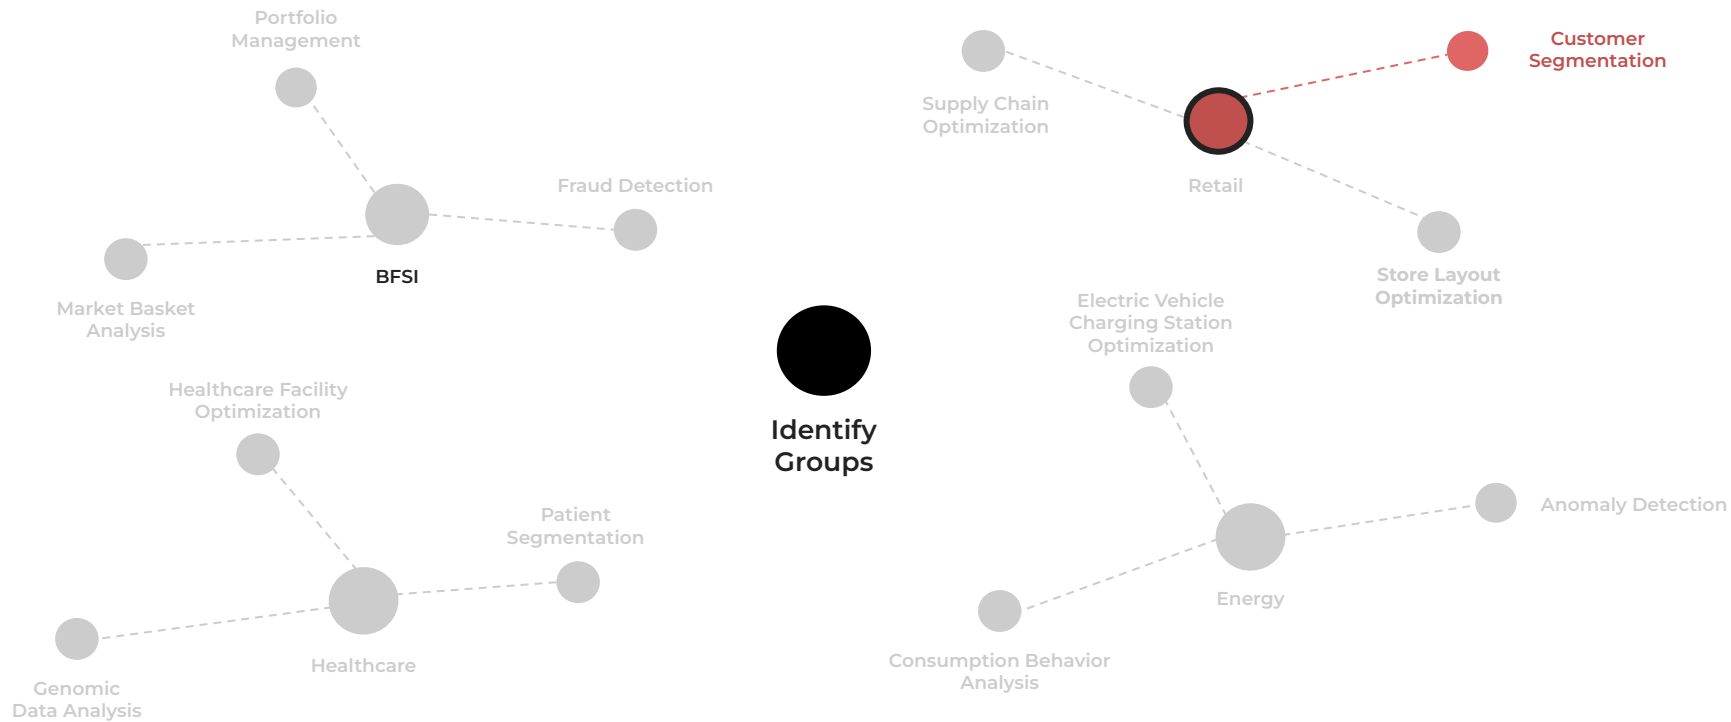 Portfolio
Management
Fraud Detection
BFSI
Market Basket
Analysis
Customer
Segmentation
Supply Chain
Optimization
Retail
Store Layout
Optimization
Identify
Groups
Healthcare Facility
Optimization
Patient
Segmentation
Healthcare
Genomic
Data Analysis
Electric Vehicle
Charging Station
Optimization
Anomaly Detection
Energy
Consumption Behavior
Analysis